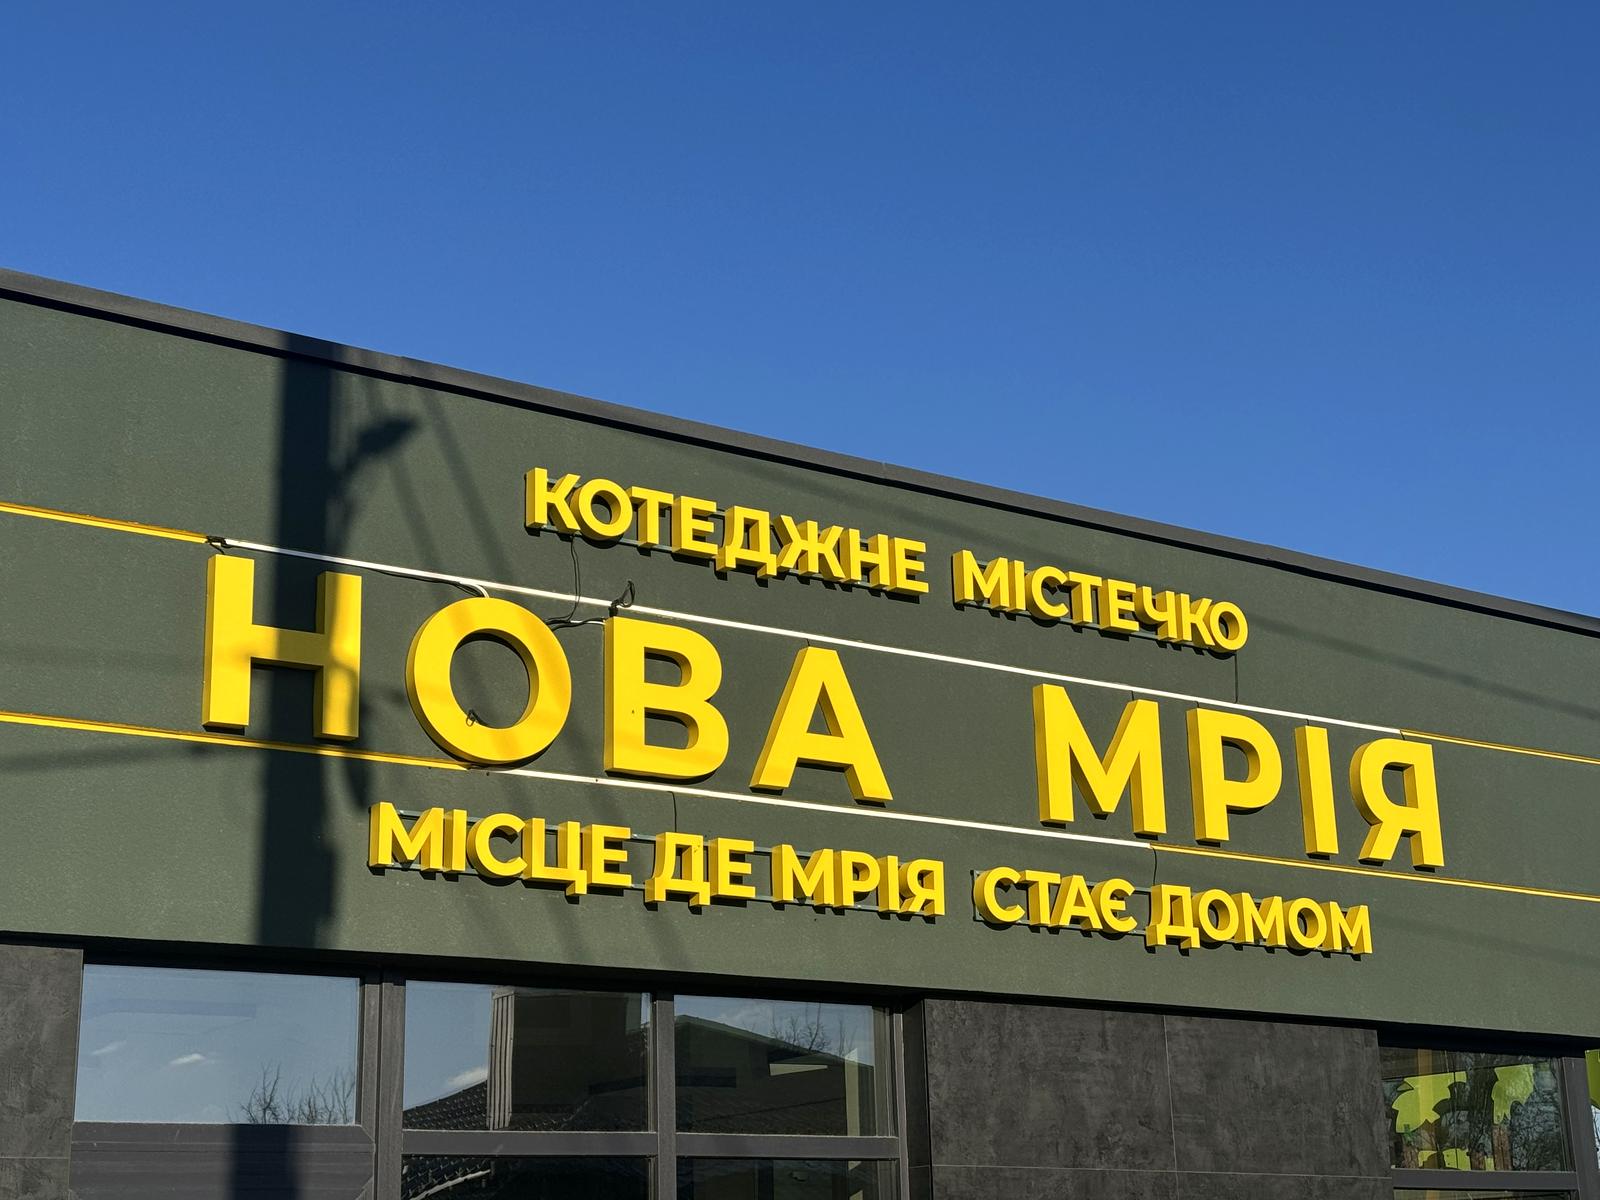 КОТЕДЖНЕ МІСТЕЧКО
НОВА МРІЯ
МІСЦЕ ДЕ МРІЯ СТАЄ ДОМОМ